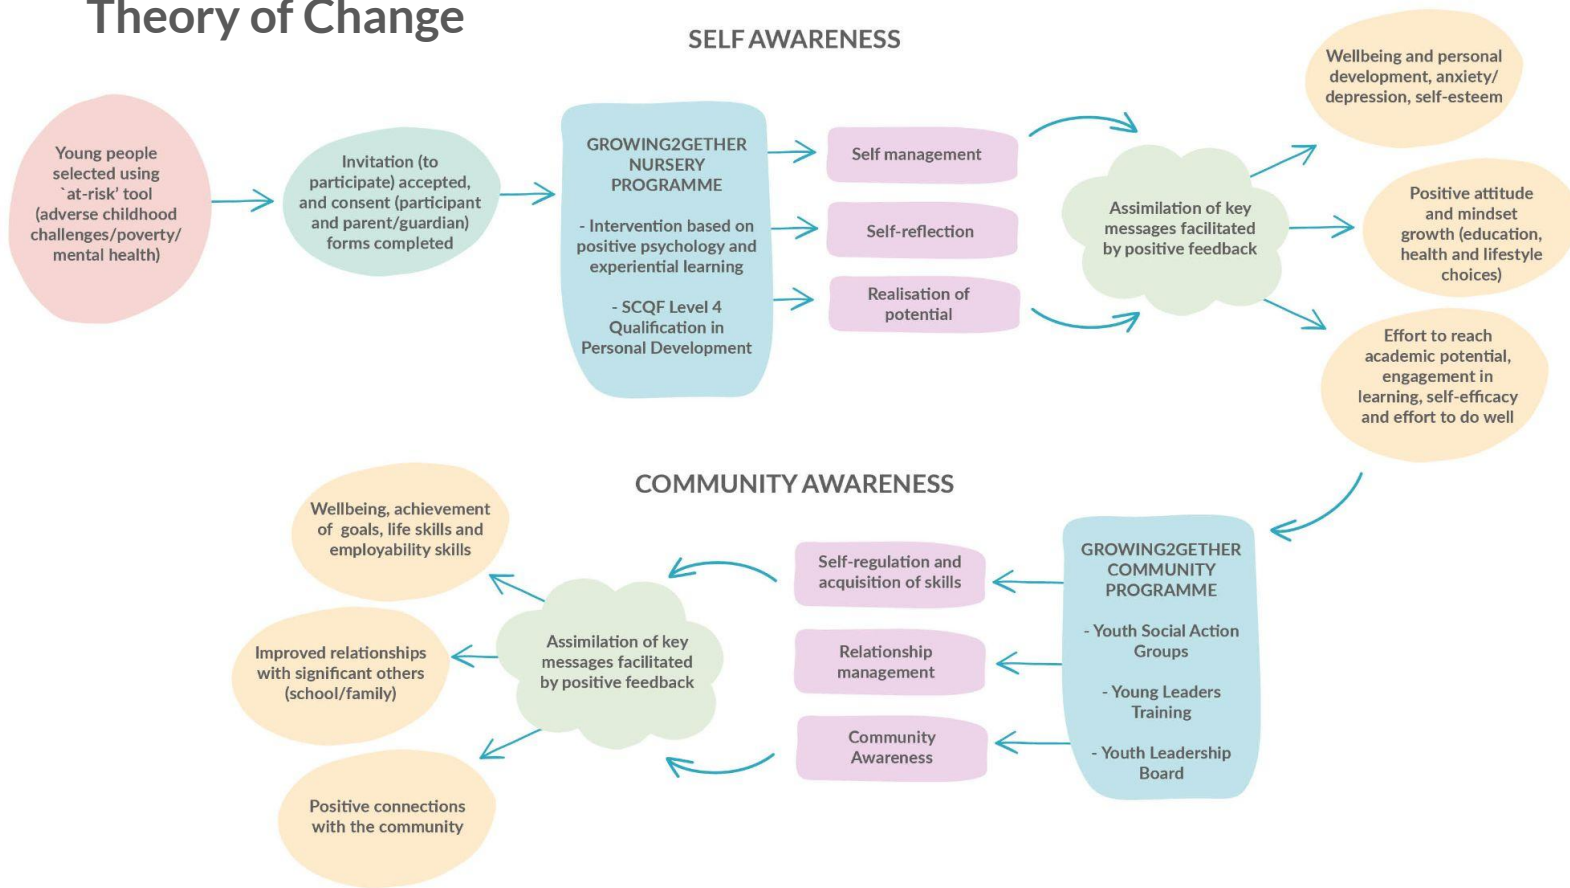 Theory of Change
SELF AWARENESS
Young people
selected using
`at-risk’ tool
(adverse childhood
challenges/poverty/
mental health)
Invitation (to
participate) accepted,
and consent (participant
and parent/guardian)
forms completed
GROWING2GETHER
NURSERY
PROGRAMME
- Intervention based on
positive psychology and
experiential learning
- SCQF Level 4
Qualification in
Personal Development
Self management
Self-reflection
Realisation of
potential
Assimilation of key
messages facilitated
by positive feedback
Wellbeing and personal
development, anxiety/
depression, self-esteem
Positive attitude
and mindset
growth (education,
health and lifestyle
choices)
Effort to reach
academic potential,
engagement in
learning, self-efficacy
and effort to do well
COMMUNITY AWARENESS
GROWING2GETHER
COMMUNITY
PROGRAMME
- Youth Social Action
Groups
- Young Leaders
Training
- Youth Leadership
Board
Self-regulation and
acquisition of skills
Relationship
management
Community
Awareness
Assimilation of key
messages facilitated
by positive feedback
Wellbeing, achievement
of goals, life skills and
employability skills
Improved relationships
with significant others
(school/family)
Positive connections
with the community